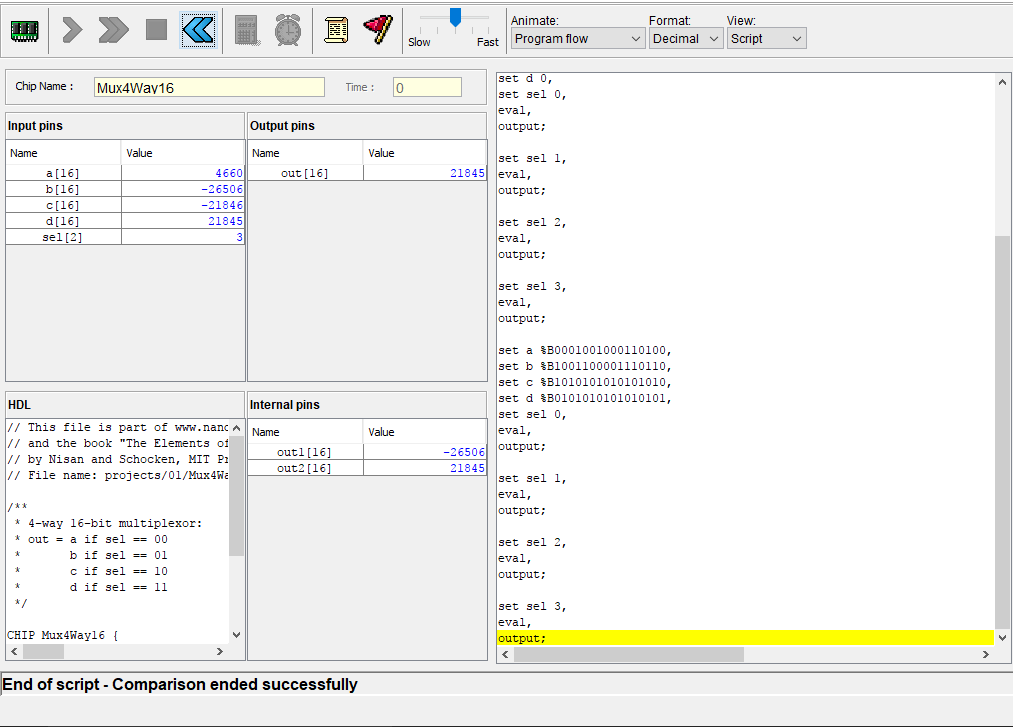 Slow
Fast
Animate:
Program flow
Format:
Decimal
View:
Script
Chip Name :
Mux4Way16
Time :
0
Input pins
Name Value
a[16] 4660
b[16] -26506
c[16] -21846
d[16] 21845
sel[2] 3
Output pins
Name Value
out[16] 21845
HDL
// This file is part of www.nand
// and the book "The Elements of
// by Nisan and Schocken, MIT Pr
// File name: projects/01/Mux4Wa
/**
* 4-way 16-bit multiplexor:
* out = a if sel == 00
* b if sel == 01
* c if sel == 10
* d if sel == 11
*/
CHIP Mux4Way16 {
Internal pins
Name Value
out1[16] -26506
out2[16] 21845
set d 0,
set sel 0,
eval,
output;
set sel 1,
eval,
output;
set sel 2,
eval,
output;
set sel 3,
eval,
output;
set a %B0001001000110100,
set b %B1001100001110110,
set c %B1010101010101010,
set d %B0101010101010101,
set sel 0,
eval,
output;
set sel 1,
eval,
output;
set sel 2,
eval,
output;
set sel 3,
eval,
output;
End of script - Comparison ended successfully